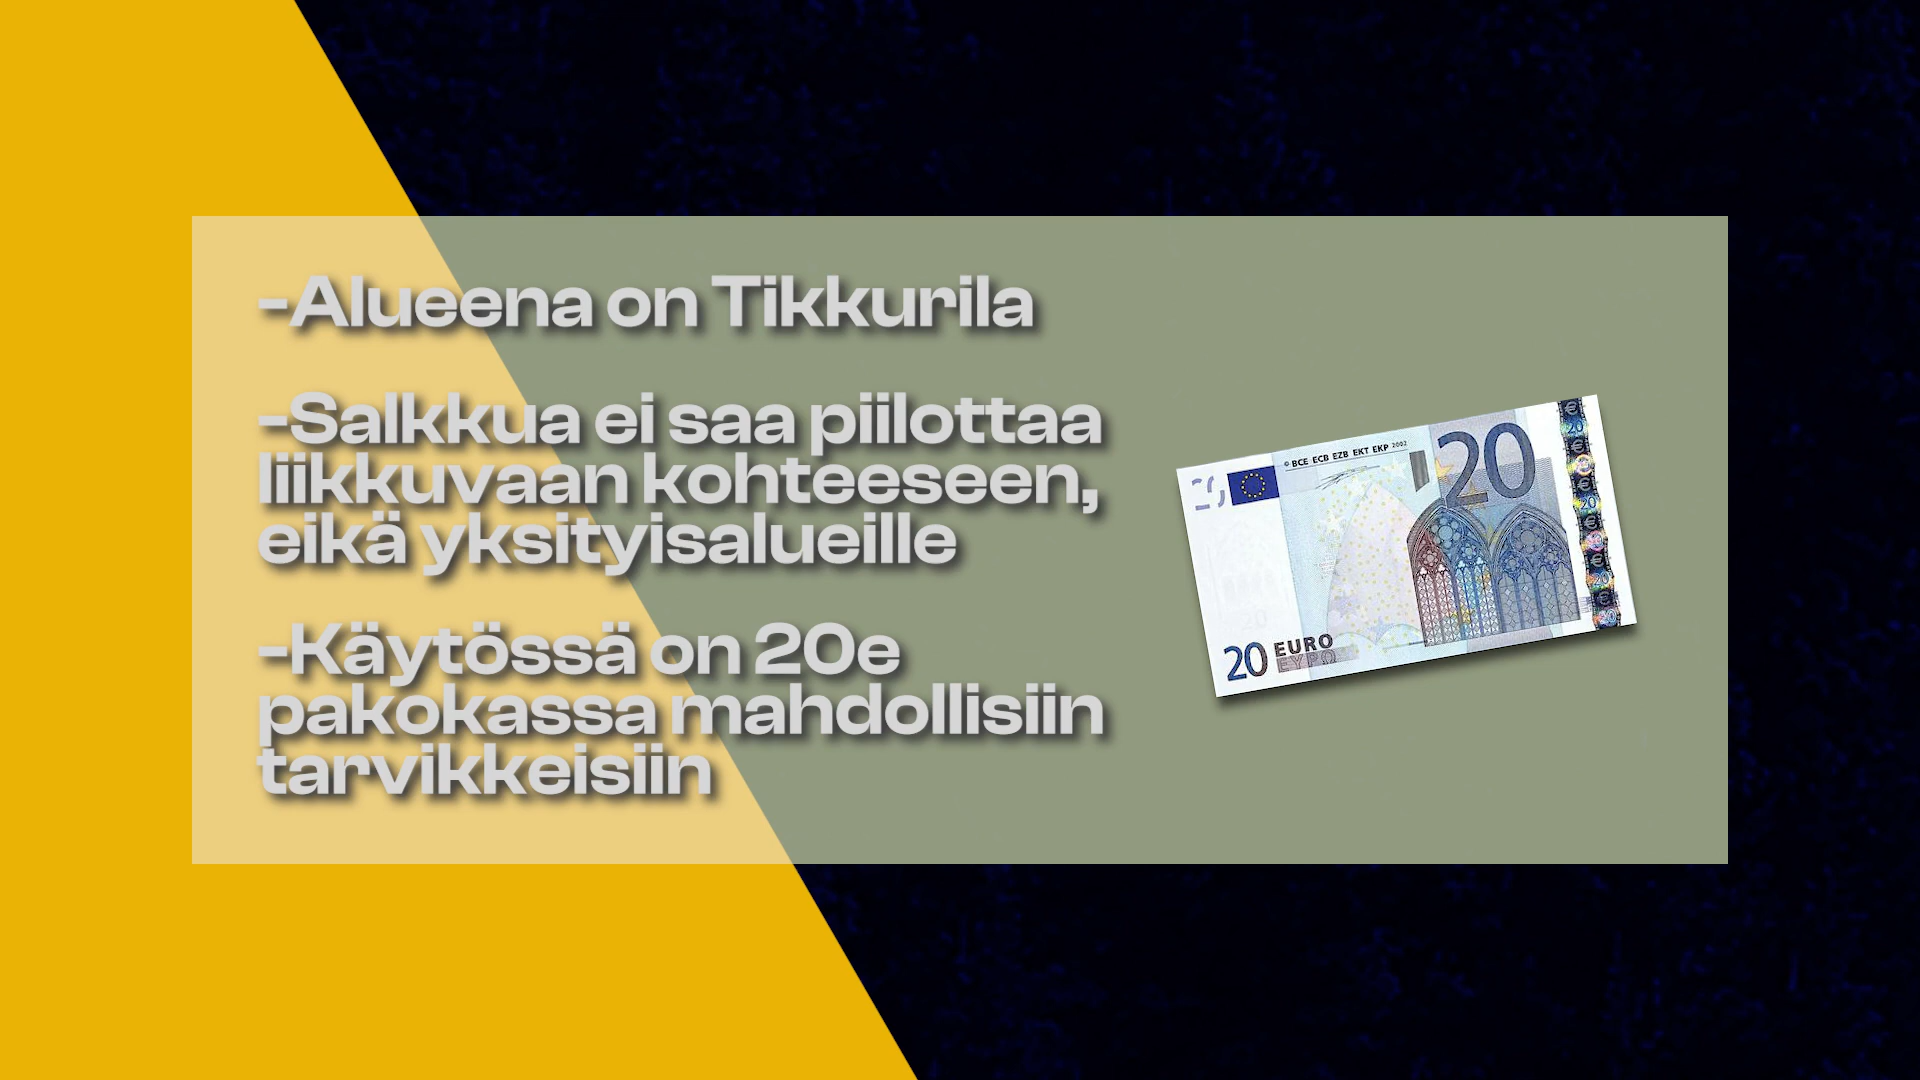 -Alueena on Tikkurila
-Salkkua ei saa piilottaa
liikkuvaan kohteeseen,
eikä yksityisalueille
-Käytössä on 20e
pakokassa mahdollisiin
tarvikkeisiin
© BCE ECB EZB EKT EKP 2002
20
20 EURO
ΕΥΡΩ